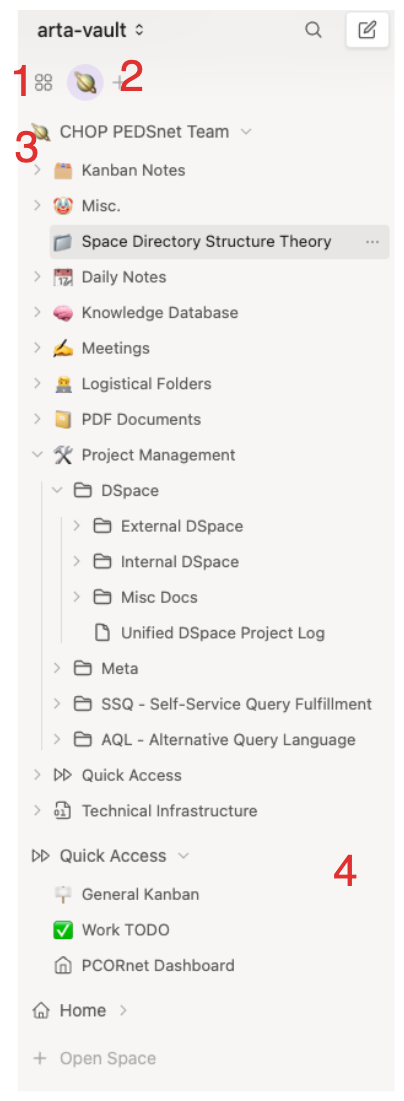 arta-vault
1
2
3
CHOP PEDSnet Team
Kanban Notes
Misc.
Space Directory Structure Theory
Daily Notes
Knowledge Database
Meetings
Logistical Folders
PDF Documents
Project Management
DSpace
External DSpace
Internal DSpace
Misc Docs
Unified DSpace Project Log
Meta
SSQ - Self-Service Query Fulfillment
AQL - Alternative Query Language
Quick Access
Technical Infrastructure
Quick Access
4
General Kanban
Work TODO
PCORnet Dashboard
Home
+ Open Space